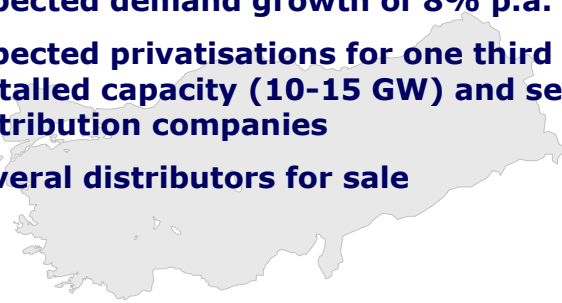 pected demand growth of 8% p.a.
pected privatisations for one third
talled capacity (10-15 GW) and se
tribution companies
veral distributors for sale